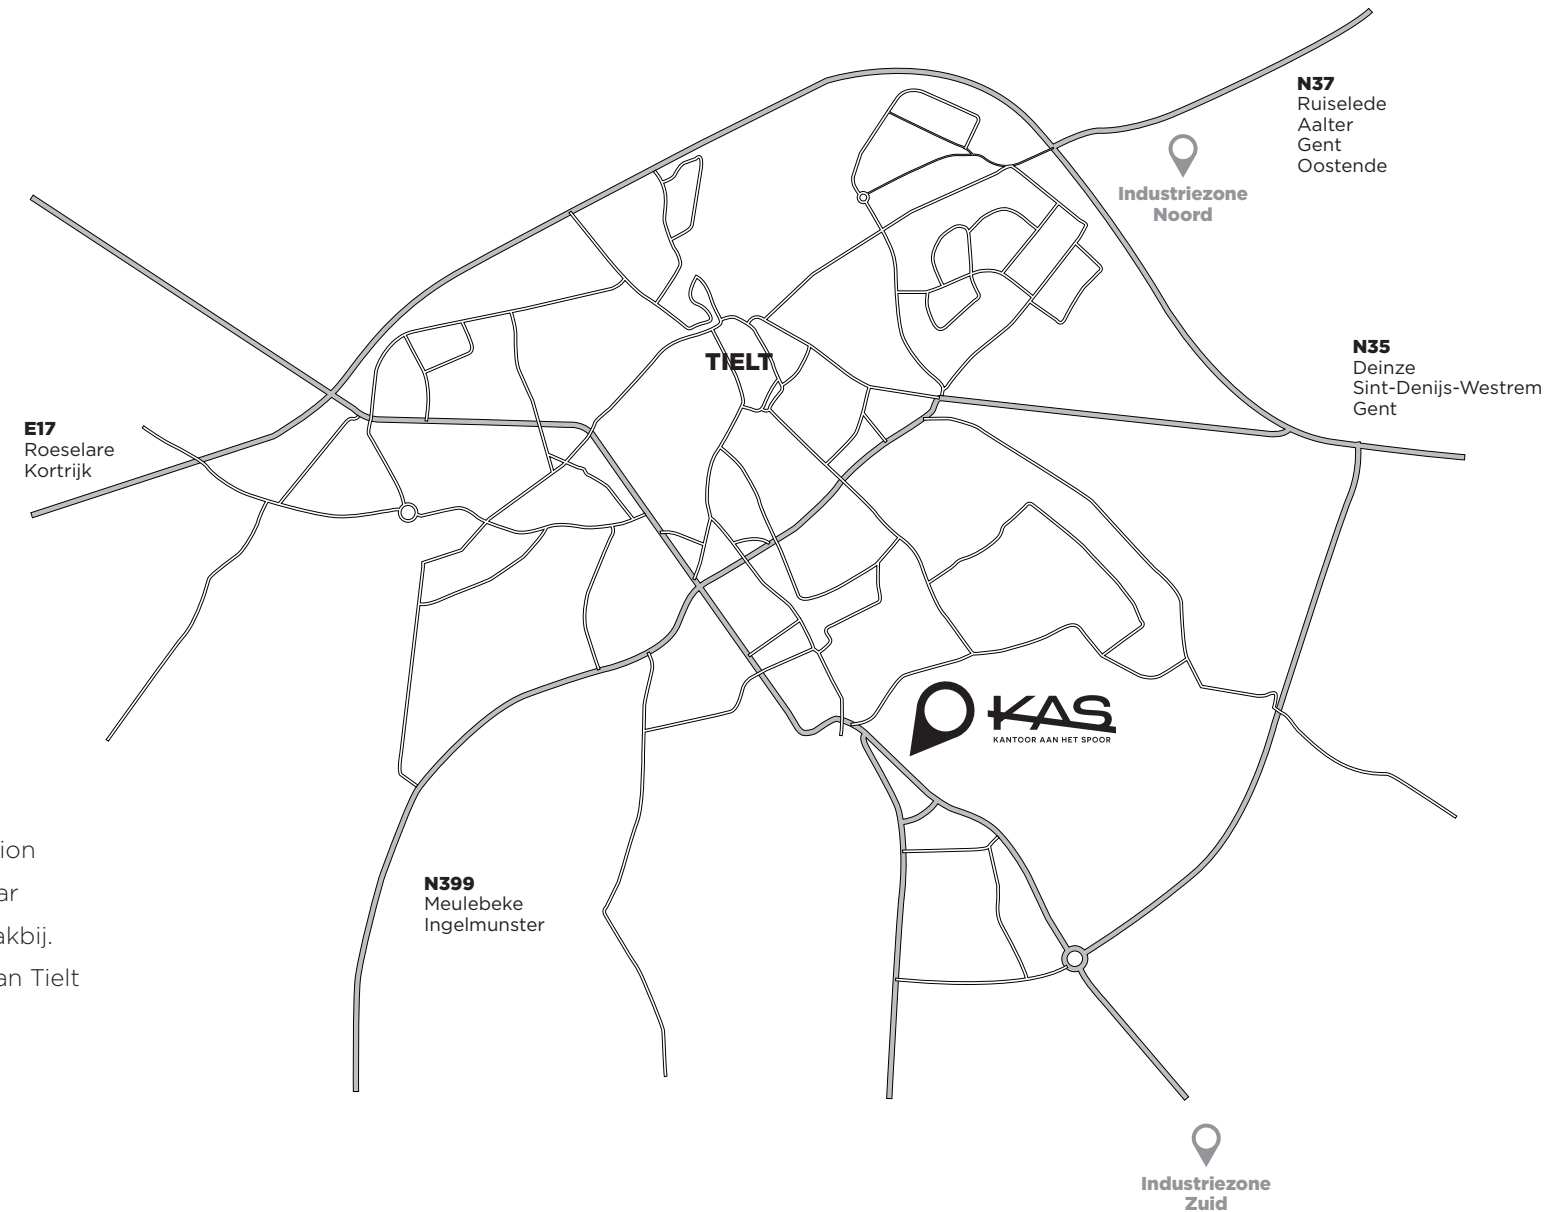 N37
Ruiselede
Aalter
Gent
Oostende
Industriezone
Noord
TIELT
N35
Deinze
Sint-Denijs-Westrem
Gent
E17
Roeselare
Kortrijk
KAS
KANTOOR AAN HET SPOOR
ion
ar
akbij.
an Tielt
N399
Meulebeke
Ingelmunster
Industriezone
Zuid